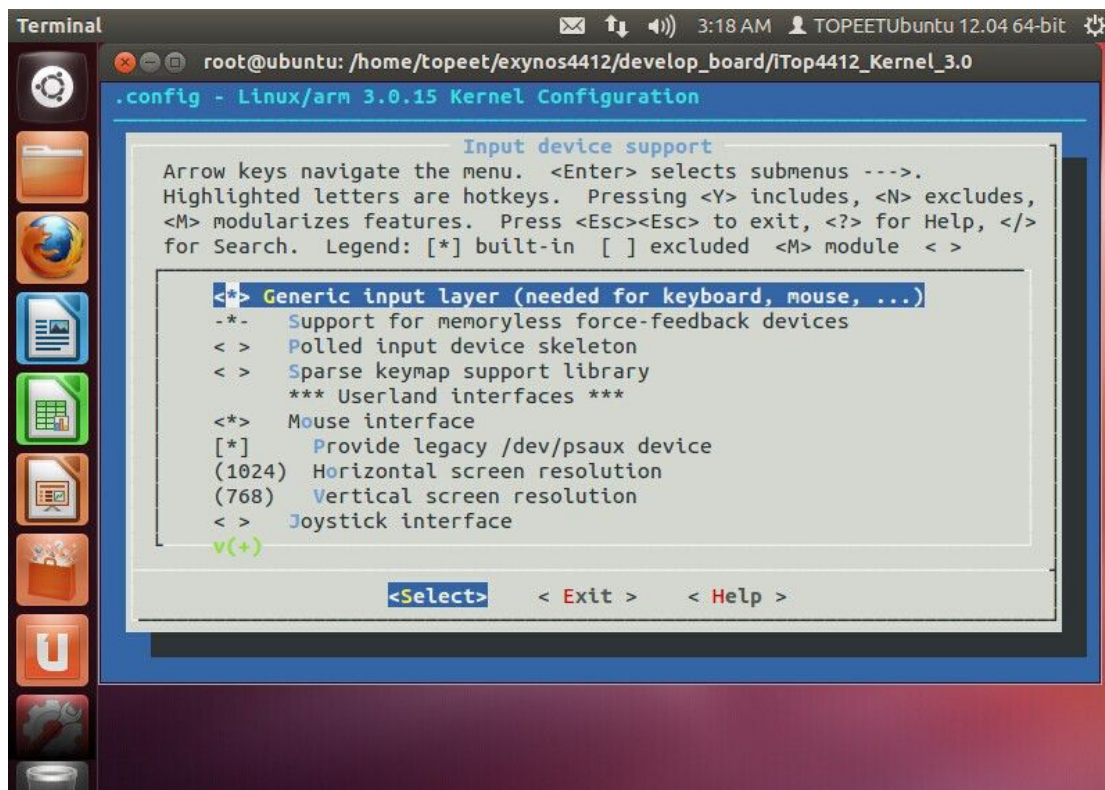 Terminal 3:18 AM TOPEETUbuntu 12.04 64-bit
root@ubuntu: /home/topeet/exynos4412/develop_board/iTop4412_Kernel_3.0
.config - Linux/arm 3.0.15 Kernel Configuration
Input device support
Arrow keys navigate the menu. <Enter> selects submenus --->.
Highlighted letters are hotkeys. Pressing <Y> includes, <N> excludes,
<M> modularizes features. Press <Esc><Esc> to exit, <?> for Help, </>
for Search. Legend: [*] built-in [ ] excluded <M> module < >
<*> Generic input layer (needed for keyboard, mouse, ...)
-*- Support for memoryless force-feedback devices
< > Polled input device skeleton
< > Sparse keymap support library
*** Userland interfaces ***
<*> Mouse interface
[*] Provide legacy /dev/psaux device
(1024) Horizontal screen resolution
(768) Vertical screen resolution
< > Joystick interface
v(+)
<Select> < Exit > < Help >